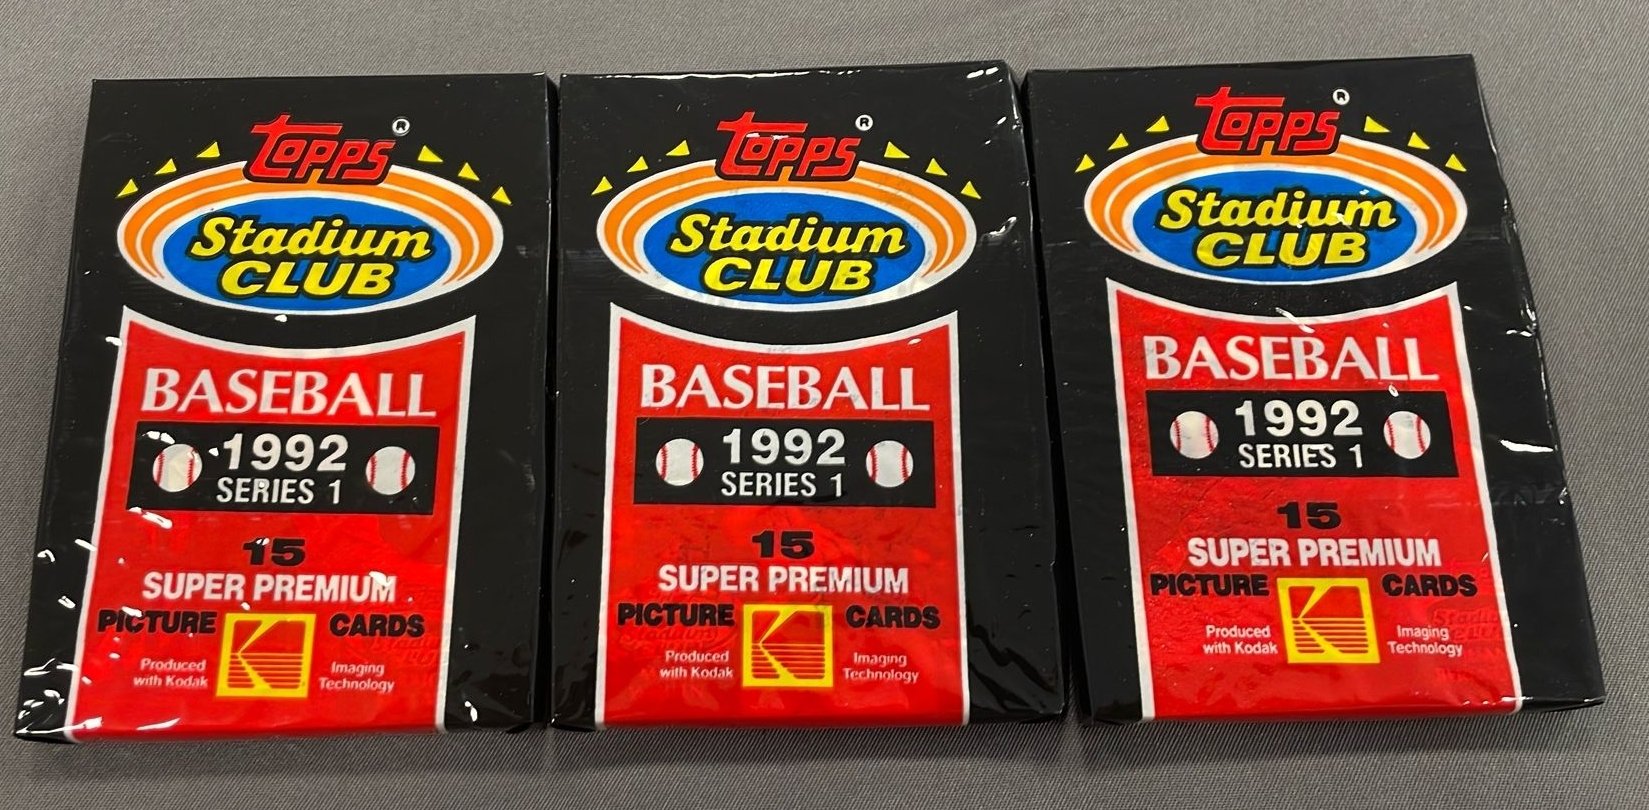 Topps®
Stadium
CLUB
BASEBALL
1992
SERIES 1
15
SUPER PREMIUM
PICTURE CARDS
Produced
with Kodak
Imaging
Technology
Topps®
Stadium
CLUB
BASEBALL
1992
SERIES 1
15
SUPER PREMIUM
PICTURE CARDS
Produced
with Kodak
Imaging
Technology
Topps®
Stadium
CLUB
BASEBALL
1992
SERIES 1
15
SUPER PREMIUM
PICTURE CARDS
Produced
with Kodak
Imaging
Technology